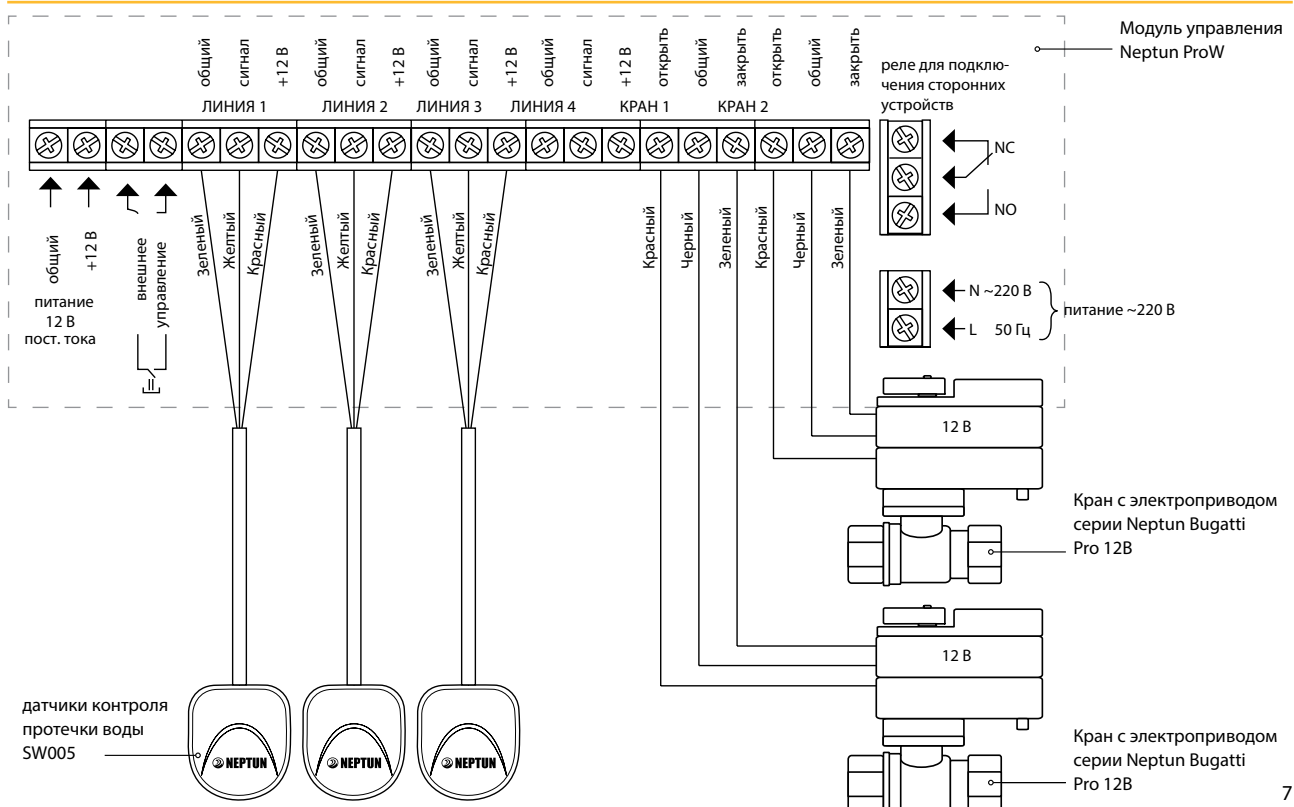 Модуль управления
Neptun ProW
общий
сигнал
+12 В
общий
сигнал
+12 В
общий
сигнал
+12 В
общий
сигнал
+12 В
открыть
общий
закрыть
открыть
общий
закрыть
реле для подклю-
чения сторонних
устройств
ЛИНИЯ 1
ЛИНИЯ 2
ЛИНИЯ 3
ЛИНИЯ 4
КРАН 1
КРАН 2
NC
NO
общий
+12 В
питание
12 В
пост. тока
внешнее
управление
Зеленый
Желтый
Красный
Зеленый
Желтый
Красный
Зеленый
Желтый
Красный
Красный
Черный
Зеленый
Красный
Черный
Зеленый
N ~220 В
L 50 Гц
питание ~220 В
12 В
Кран с электроприводом
серии Neptun Bugatti
Pro 12В
12 В
датчики контроля
протечки воды
SW005
NEPTUN
NEPTUN
NEPTUN
Кран с электроприводом
серии Neptun Bugatti
Pro 12В
7